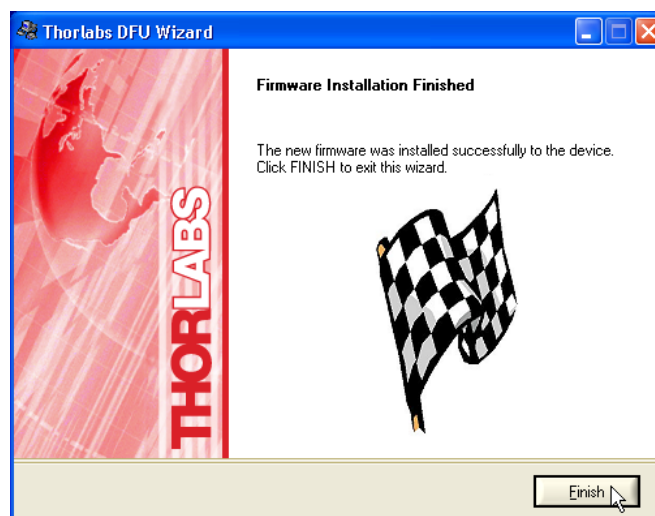 Thorlabs DFU Wizard
Firmware Installation Finished
The new firmware was installed successfully to the device.
Click FINISH to exit this wizard.
THORLABS
Finish